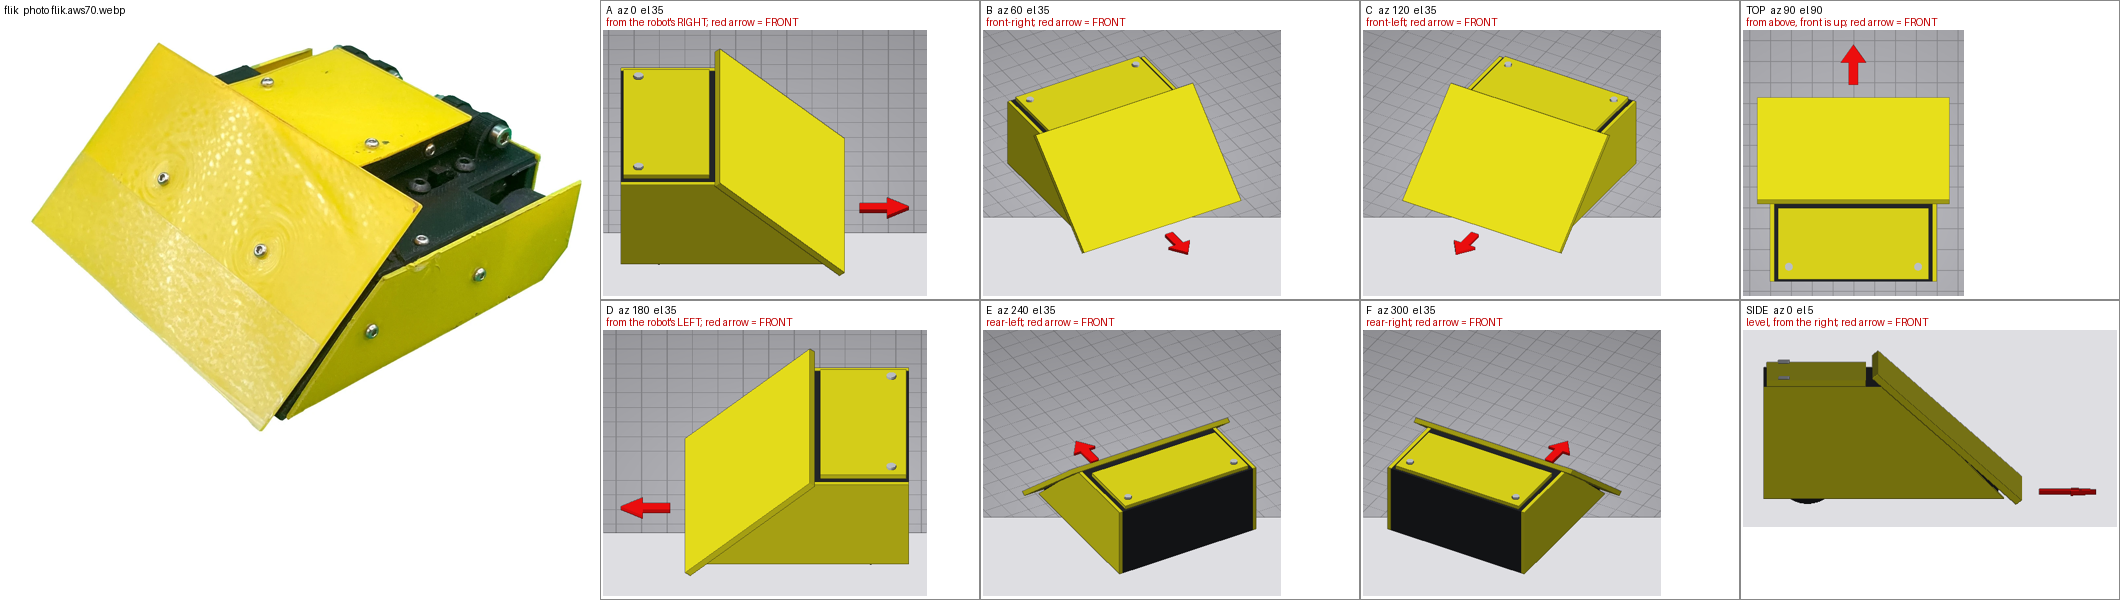 flik photo flik.aws70.webp
A az 0 el 35
from the robot's RIGHT; red arrow = FRONT
B az 60 el 35
front-right; red arrow = FRONT
C az 120 el 35
front-left; red arrow = FRONT
TOP az 90 el 90
from above, front is up; red arrow = FRONT
D az 180 el 35
from the robot's LEFT; red arrow = FRONT
E az 240 el 35
rear-left; red arrow = FRONT
F az 300 el 35
rear-right; red arrow = FRONT
SIDE az 0 el 5
level, from the right; red arrow = FRONT